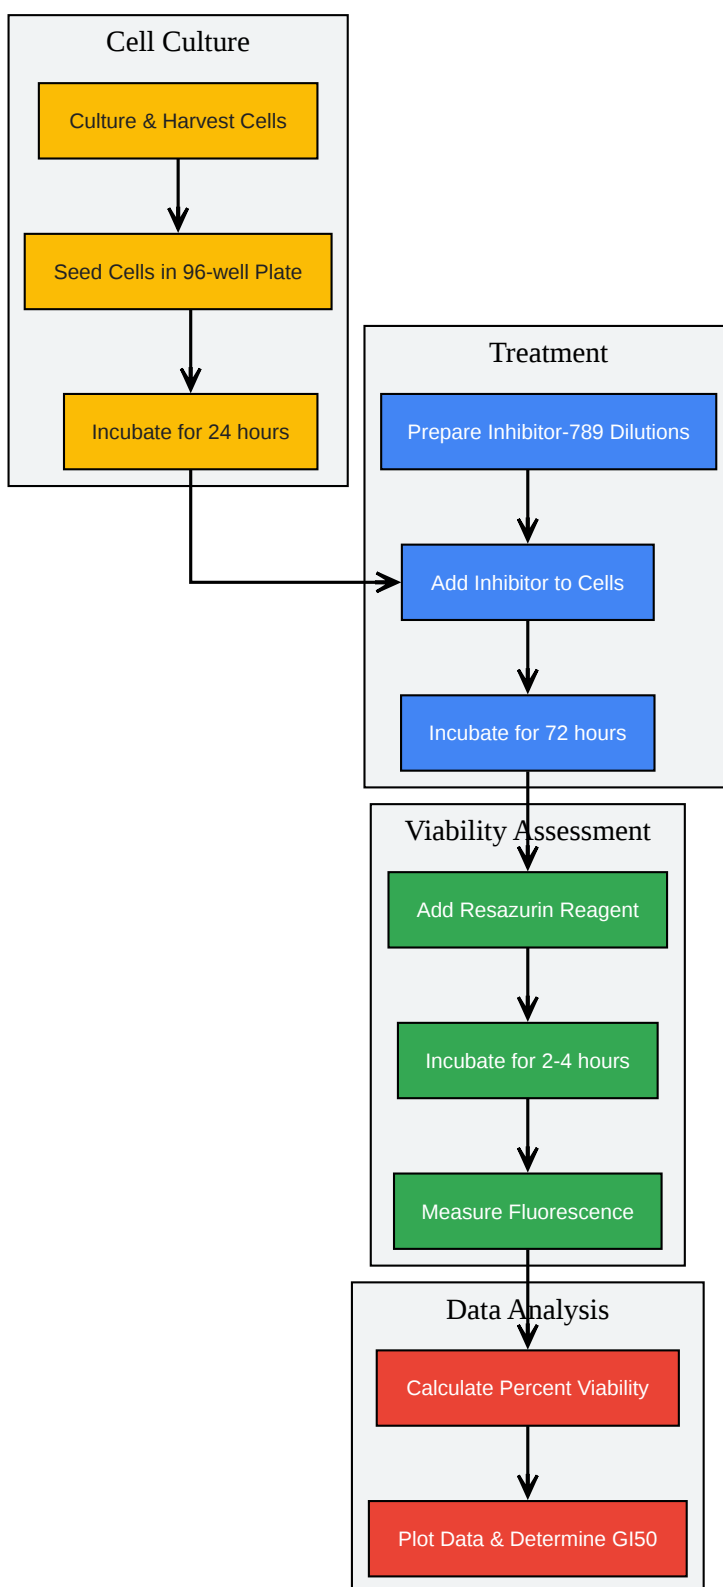 Cell Culture
Culture & Harvest Cells
Seed Cells in 96-well Plate
Incubate for 24 hours
Treatment
Prepare Inhibitor-789 Dilutions
Add Inhibitor to Cells
Incubate for 72 hours
Viability Assessment
Add Resazurin Reagent
Incubate for 2-4 hours
Measure Fluorescence
Data Analysis
Calculate Percent Viability
Plot Data & Determine GI50